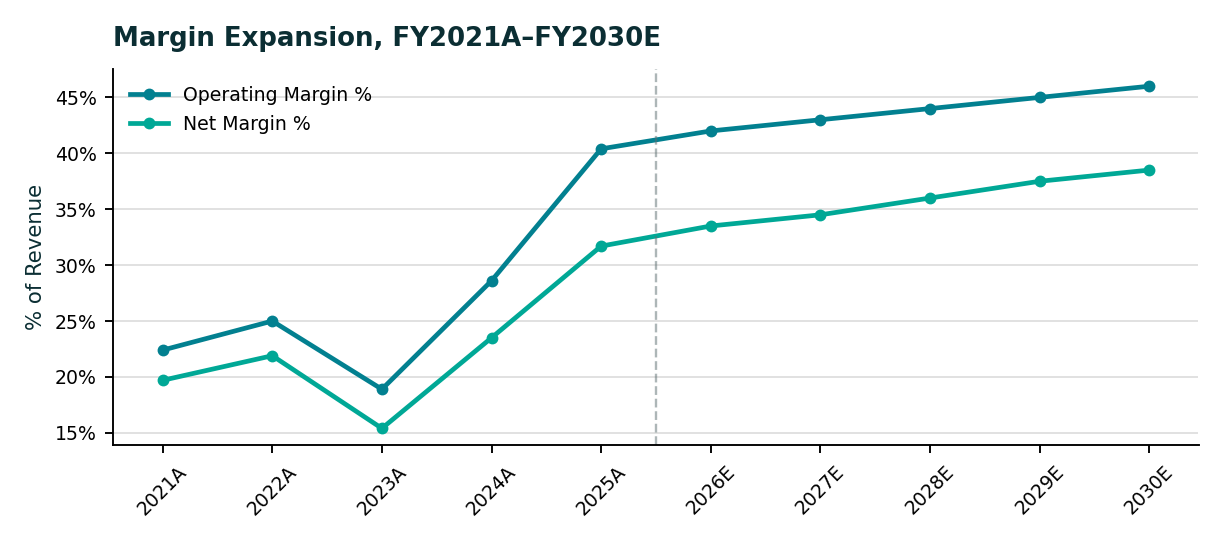 Margin Expansion, FY2021A–FY2030E
Operating Margin %
Net Margin %
% of Revenue
45%
40%
35%
30%
25%
20%
15%
2021A
2022A
2023A
2024A
2025A
2026E
2027E
2028E
2029E
2030E